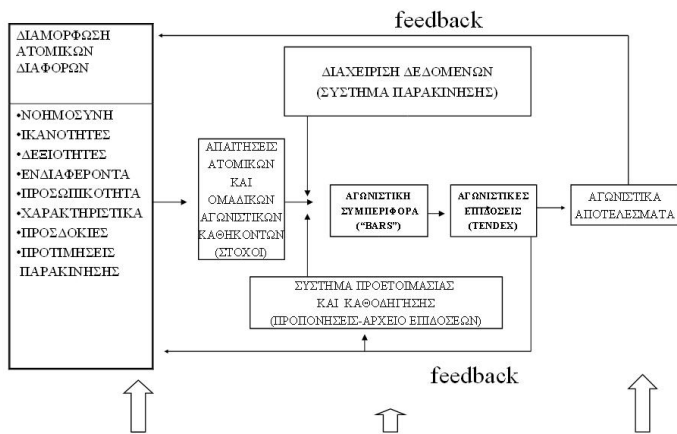 feedback
ΔΙΑΜΟΡΦΩΣΗ
ΑΤΟΜΙΚΩΝ
ΔΙΑΦΟΡΩΝ
•ΝΟΗΜΟΣΥΝΗ
•ΙΚΑΝΟΤΗΤΕΣ
•ΔΕΞΙΟΤΗΤΕΣ
•ΕΝΔΙΑΦΕΡΟΝΤΑ
•ΠΡΟΣΩΠΙΚΟΤΗΤΑ
•ΧΑΡΑΚΤΗΡΙΣΤΙΚΑ
•ΠΡΟΣΔΟΚΙΕΣ
•ΠΡΟΤΙΜΗΣΕΙΣ
ΠΑΡΑΚΙΝΗΣΗΣ
ΔΙΑΧΕΙΡΙΣΗ ΔΕΔΟΜΕΝΩΝ
(ΣΥΣΤΗΜΑ ΠΑΡΑΚΙΝΗΣΗΣ)
ΑΠΑΙΤΗΣΕΙΣ
ΑΤΟΜΙΚΩΝ
ΚΑΙ
ΟΜΑΔΙΚΩΝ
ΑΓΩΝΙΣΤΙΚΩΝ
ΚΑΘΗΚΟΝΤΩΝ
(ΣΤΟΧΟΙ)
ΑΓΩΝΙΣΤΙΚΗ
ΣΥΜΠΕΡΙΦΟΡΑ
(“BARS”)
ΑΓΩΝΙΣΤΙΚΕΣ
ΕΠΙΔΟΣΕΙΣ
(TENDEX)
ΑΓΩΝΙΣΤΙΚΑ
ΑΠΟΤΕΛΕΣΜΑΤΑ
ΣΥΣΤΗΜΑ ΠΡΟΕΤΟΙΜΑΣΙΑΣ
ΚΑΙ ΚΑΘΟΔΗΓΗΣΗΣ
(ΠΡΟΠΟΝΗΣΕΙΣ-ΑΡΧΕΙΟ ΕΠΙΔΟΣΕΩΝ)
feedback